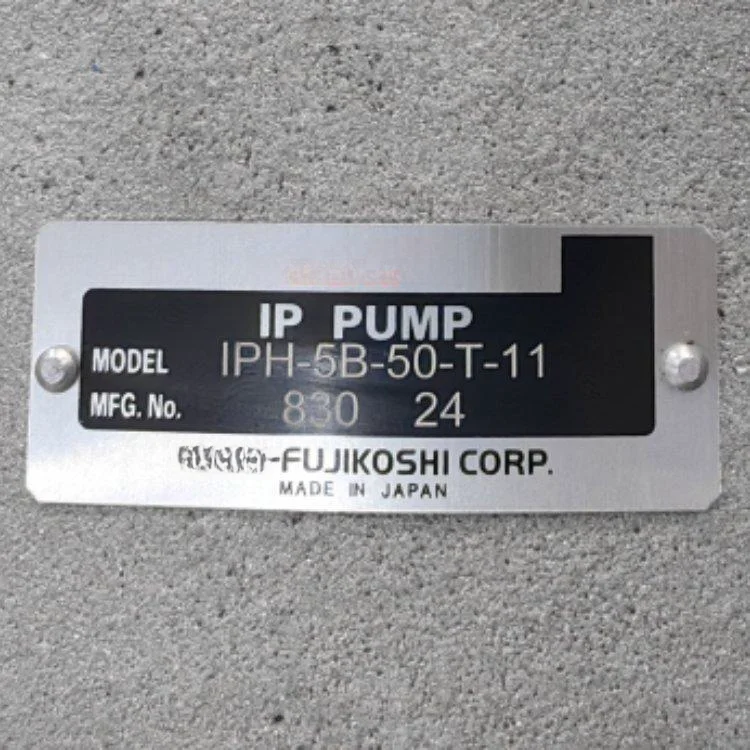 IP PUMP
MODEL IPH-5B-50-T-11
MFG. No. 830 24
-FUJIKOSHI CORP.
MADE IN JAPAN